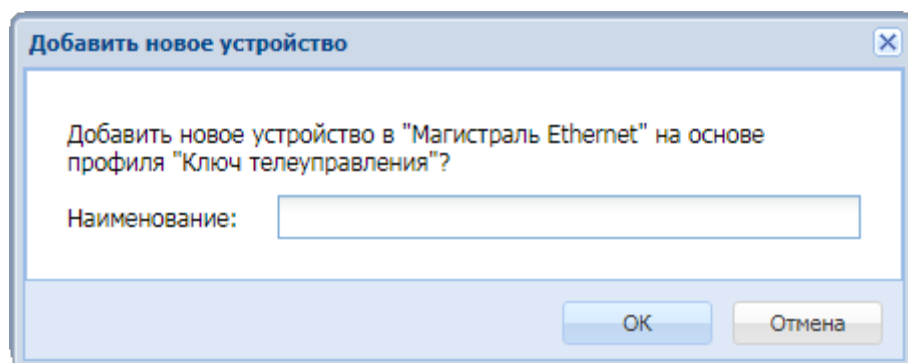 Добавить новое устройство
Добавить новое устройство в "Магистраль Ethernet" на основе
профиля "Ключ телеуправления"?
Наименование:
OK
Отмена